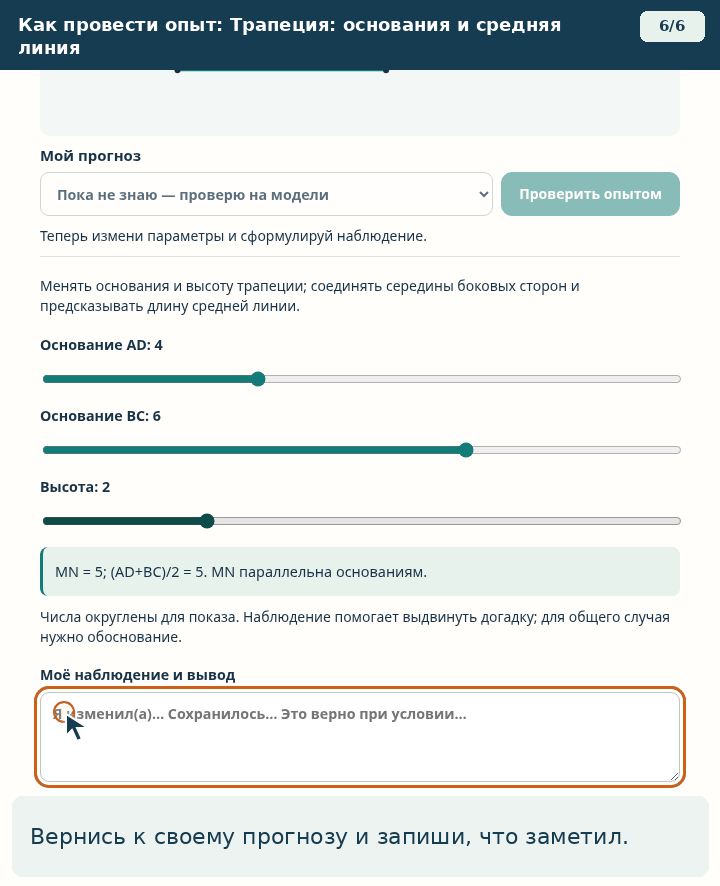 Как провести опыт: Трапеция: основания и средняя
линия
6/6
Мой прогноз
Пока не знаю — проверю на модели
Проверить опытом
Теперь измени параметры и сформулируй наблюдение.
Менять основания и высоту трапеции; соединять середины боковых сторон и
предсказывать длину средней линии.
Основание AD: 4
Основание BC: 6
Высота: 2
MN = 5; (AD+BC)/2 = 5. MN параллельна основаниям.
Числа округлены для показа. Наблюдение помогает выдвинуть догадку; для общего случая
нужно обоснование.
Моё наблюдение и вывод
Я изменил(а)... Сохранилось... Это верно при условии...
Вернись к своему прогнозу и запиши, что заметил.